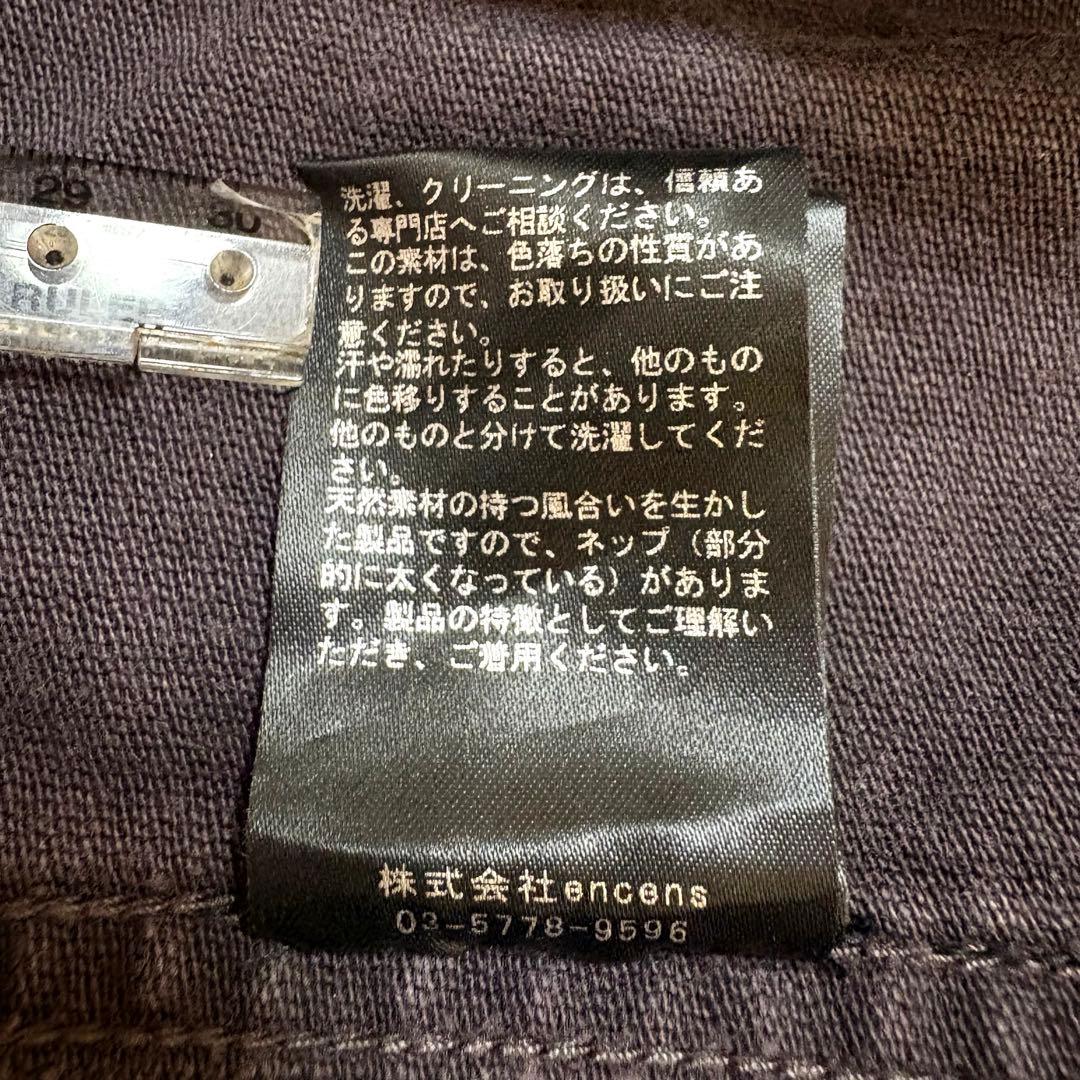 29
30
洗濯、クリーニングは、信頼あ
る専門店へご相談ください。
この素材は、色落ちの性質があ
りますので、お取り扱いにご注
意ください。
汗や濡れたりすると、他のもの
に色移りすることがあります。
他のものと分けて洗濯してくだ
さい。
天然素材の持つ風合いを生かし
た製品ですので、ネップ（部分
的に太くなっている）がありま
す。製品の特徴としてご理解い
ただき、ご着用ください。
株式会社encens
03-5778-9596